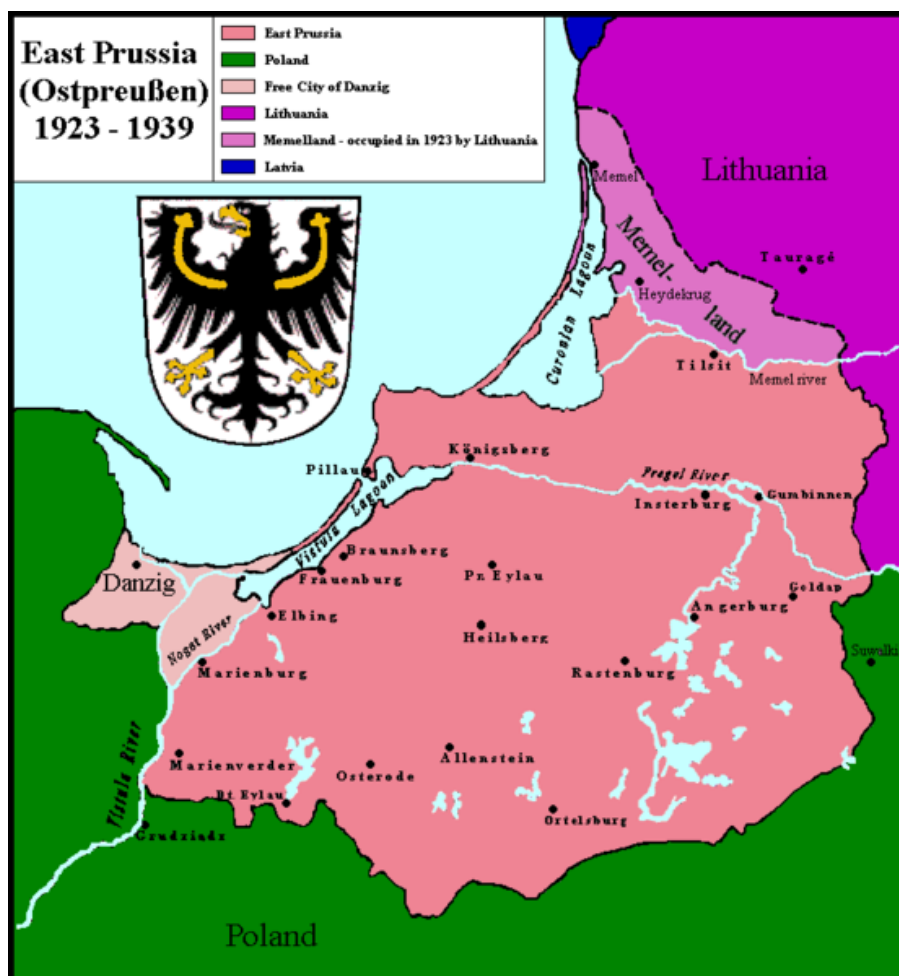 East Prussia
(Ostpreußen)
1923 - 1939
East Prussia
Poland
Free City of Danzig
Lithuania
Memelland - occupied in 1923 by Lithuania
Latvia
Lithuania
Memel
Memel-
land
Tauragé
Heydekrug
Curonian Lagoon
Tilsit
Memel river
Königsberg
Pillau
Vistula Lagoon
Pregel River
Insterburg
Gumbinnen
Braunsberg
Frauenburg
Pr. Eylau
Danzig
Goldap
Angerburg
Elbing
Heilsberg
Nogat River
Suwalki
Marienburg
Rastenburg
Vistula River
Marienverder
Allenstein
Osterode
Dt. Eylau
Ortelsburg
Grudziadz
Poland